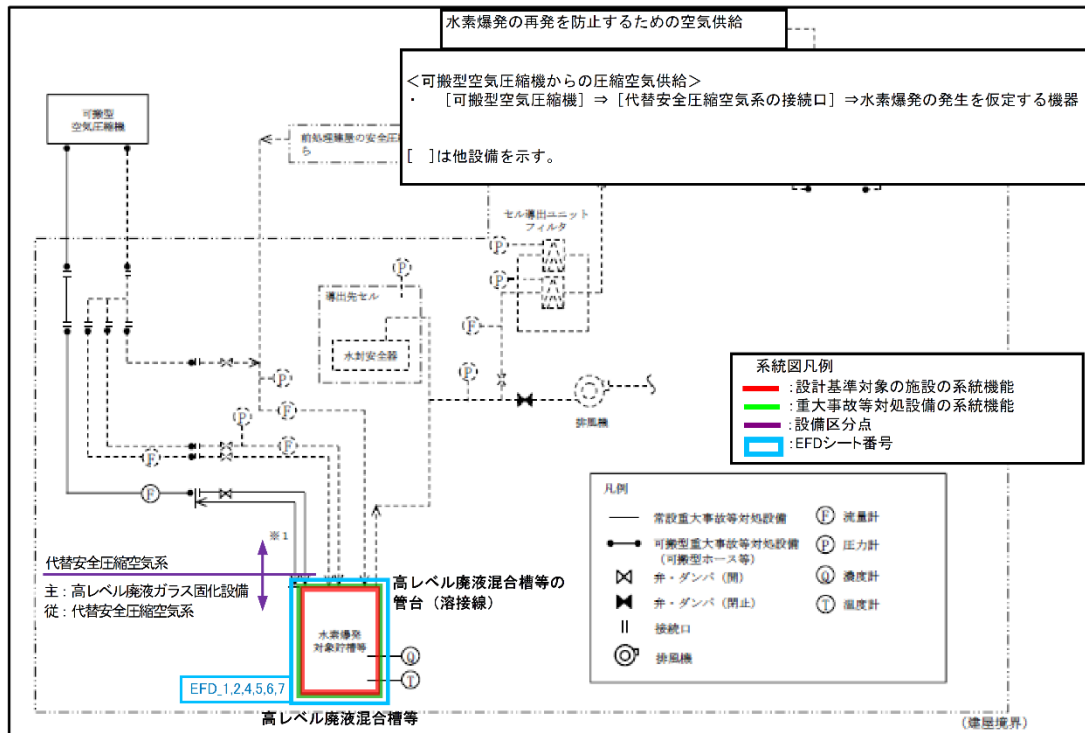 水素爆発の再発を防止するための空気供給
＜可搬型空気圧縮機からの圧縮空気供給＞
・ ［可搬型空気圧縮機］⇒［代替安全圧縮空気系の接続口］⇒水素爆発の発生を仮定する機器
［ ］は他設備を示す。
可搬型
空気圧縮機
前処理建屋の安全圧
ら
セル導出ユニット
フィルタ
P
P
P
導出先セル
水封安全器
F
P
排風機
P
F
P
F
F
系統図凡例
：設計基準対象の施設の系統機能
：重大事故等対処設備の系統機能
：設備区分点
：EFDシート番号
凡例
常設重大事故等対処設備
可搬型重大事故等対処設備
（可搬型ホース等）
弁・ダンパ（開）
弁・ダンパ（閉止）
接続口
排風機
F 流量計
P 圧力計
Q 濃度計
T 温度計
※1
代替安全圧縮空気系
主：高レベル廃液ガラス固化設備
従：代替安全圧縮空気系
高レベル廃液混合槽等の
管台（溶接線）
水素爆発
対象貯槽等
Q
T
EFD_1,2,4,5,6,7
高レベル廃液混合槽等
（建屋境界）